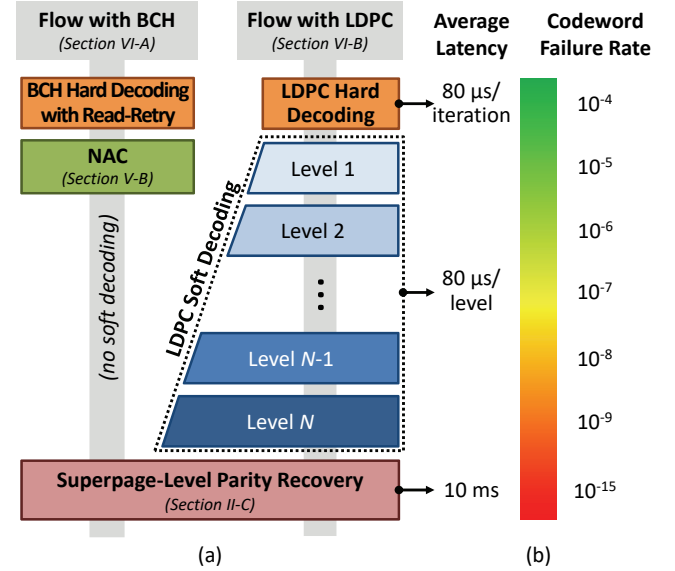 Flow with BCH
(Section VI-A)
Flow with LDPC
(Section VI-B)
Average
Latency
Codeword
Failure Rate
BCH Hard Decoding
with Read-Retry
LDPC Hard
Decoding
80 μs/
iteration
NAC
(Section V-B)
(no soft decoding)
LDPC Soft Decoding
Level 1
Level 2
⋮
Level N-1
Level N
80 μs/
level
Superpage-Level Parity Recovery
(Section II-C)
10 ms
10⁻⁴
10⁻⁵
10⁻⁶
10⁻⁷
10⁻⁸
10⁻⁹
10⁻¹⁵
(a)
(b)